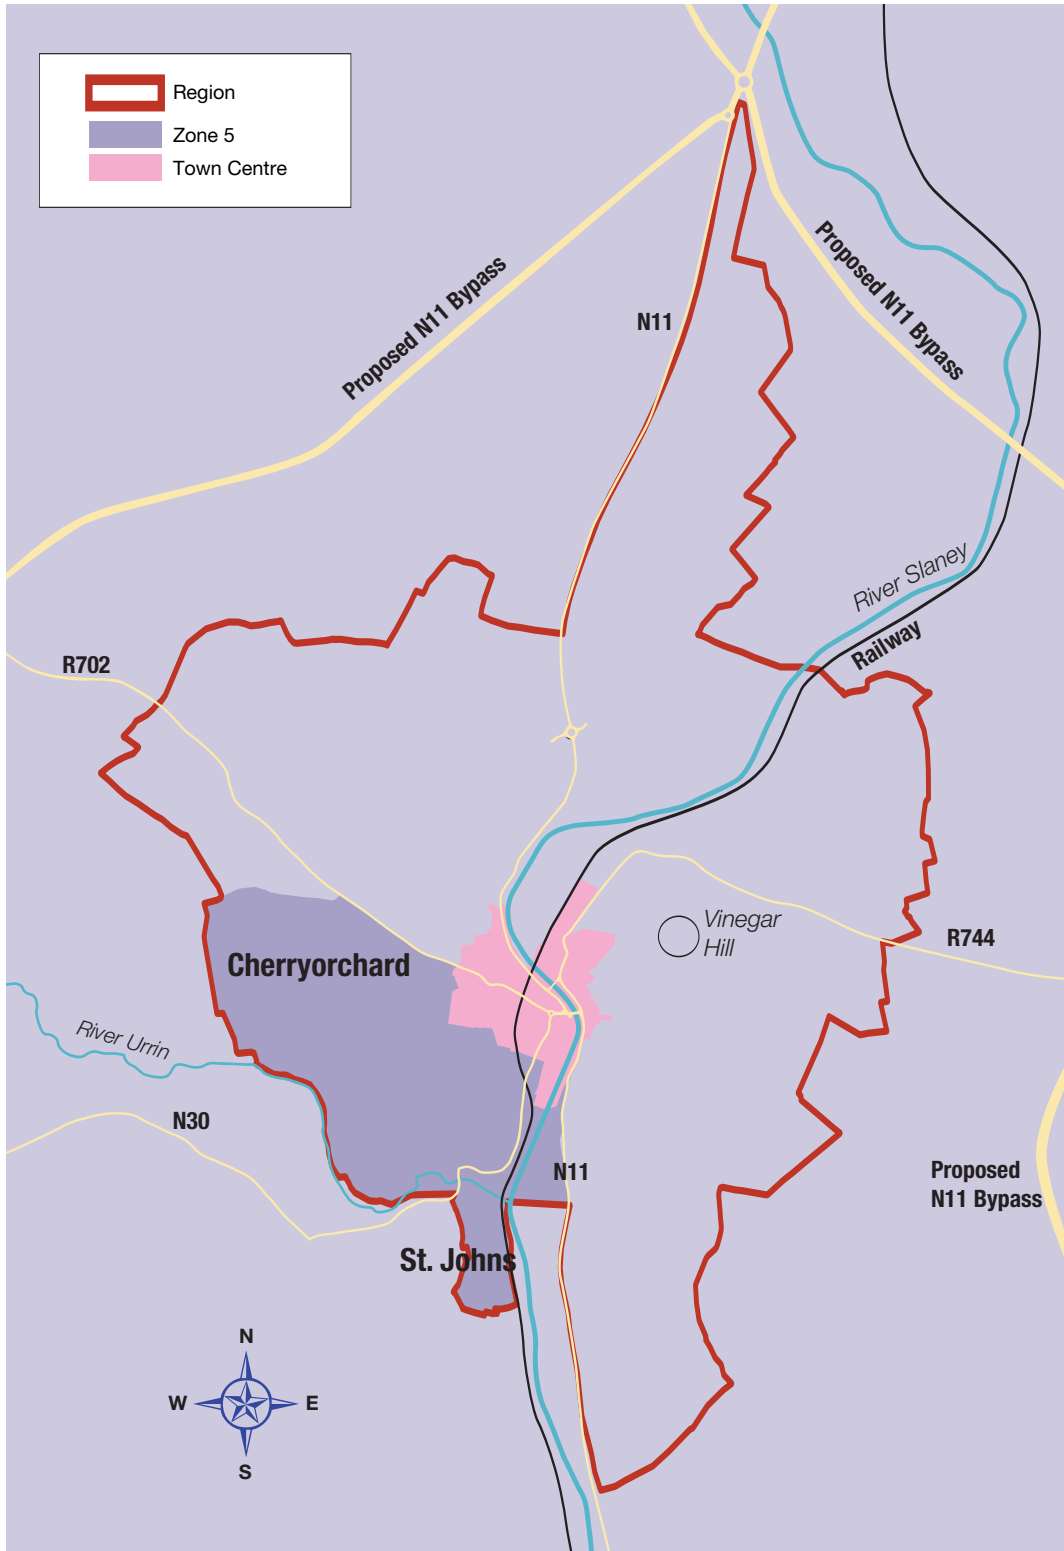 Region
Zone 5
Town Centre
Proposed N11 Bypass
Proposed N11 Bypass
N11
River Slaney
Railway
R702
Vinegar
Hill
R744
Cherryorchard
River Urrin
N30
N11
Proposed
N11 Bypass
St. Johns
N
W
E
S